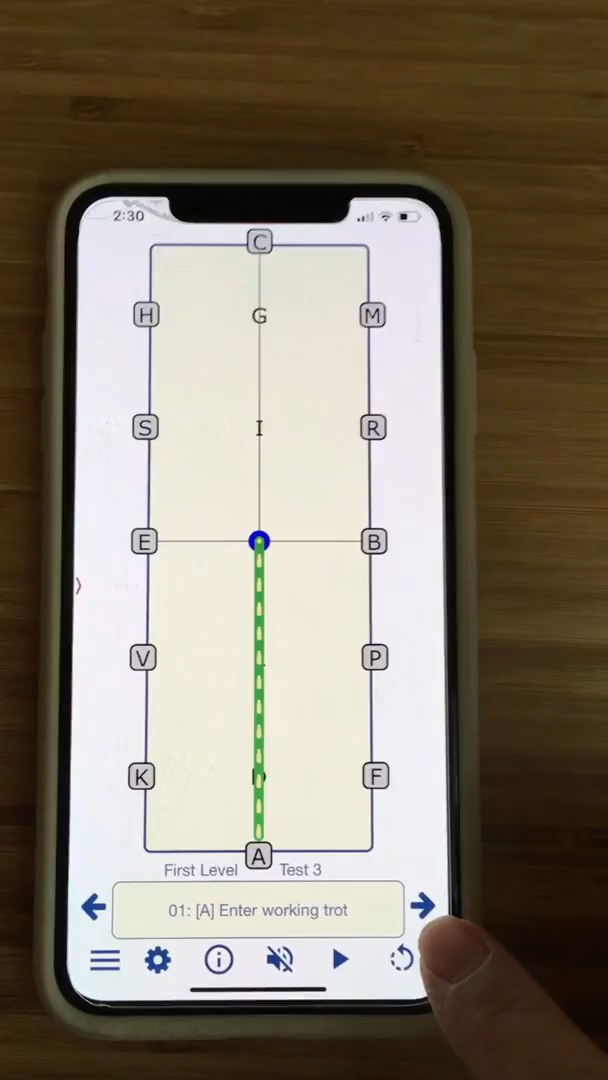 2:30
C
H G M
S I R
E B
V P
K F
A
First Level Test 3
01: [A] Enter working trot